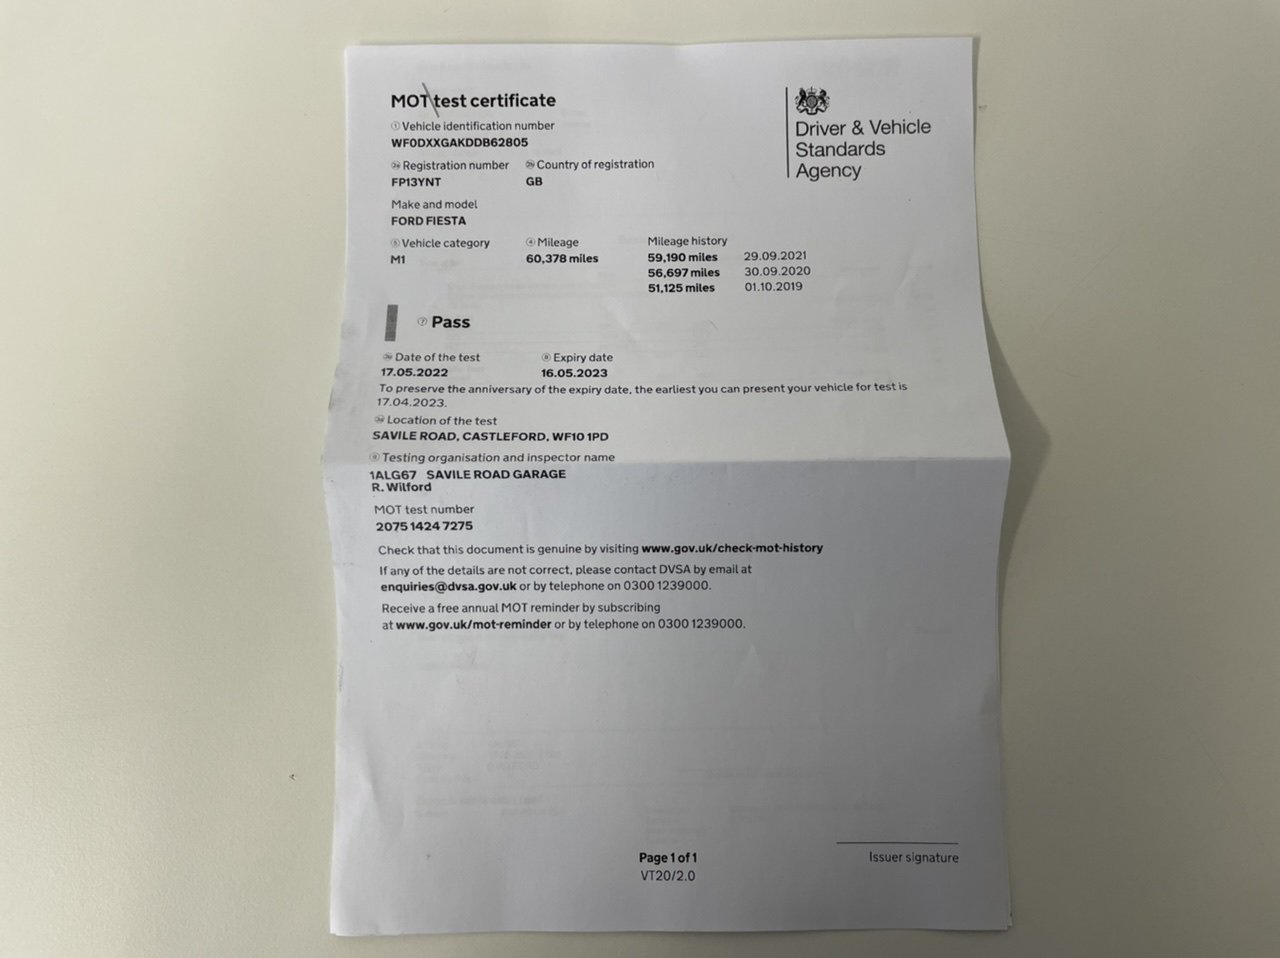 MOT test certificate
① Vehicle identification number
WF0DXXGAKDDB62805
Registration number Country of registration
FP13YNT GB
Make and model
FORD FIESTA
⑤ Vehicle category ④ Mileage Mileage history
M1 60,378 miles 59,190 miles 29.09.2021
56,697 miles 30.09.2020
51,125 miles 01.10.2019
⑦ Pass
Date of the test ⑧ Expiry date
17.05.2022 16.05.2023
To preserve the anniversary of the expiry date, the earliest you can present your vehicle for test is
17.04.2023.
Location of the test
SAVILE ROAD, CASTLEFORD, WF10 1PD
⑨ Testing organisation and inspector name
1ALG67 SAVILE ROAD GARAGE
R. Wilford
MOT test number
2075 1424 7275
Check that this document is genuine by visiting www.gov.uk/check-mot-history
If any of the details are not correct, please contact DVSA by email at
enquiries@dvsa.gov.uk or by telephone on 0300 1239000.
Receive a free annual MOT reminder by subscribing
at www.gov.uk/mot-reminder or by telephone on 0300 1239000.
Driver & Vehicle
Standards
Agency
Page 1 of 1
VT20/2.0
Issuer signature